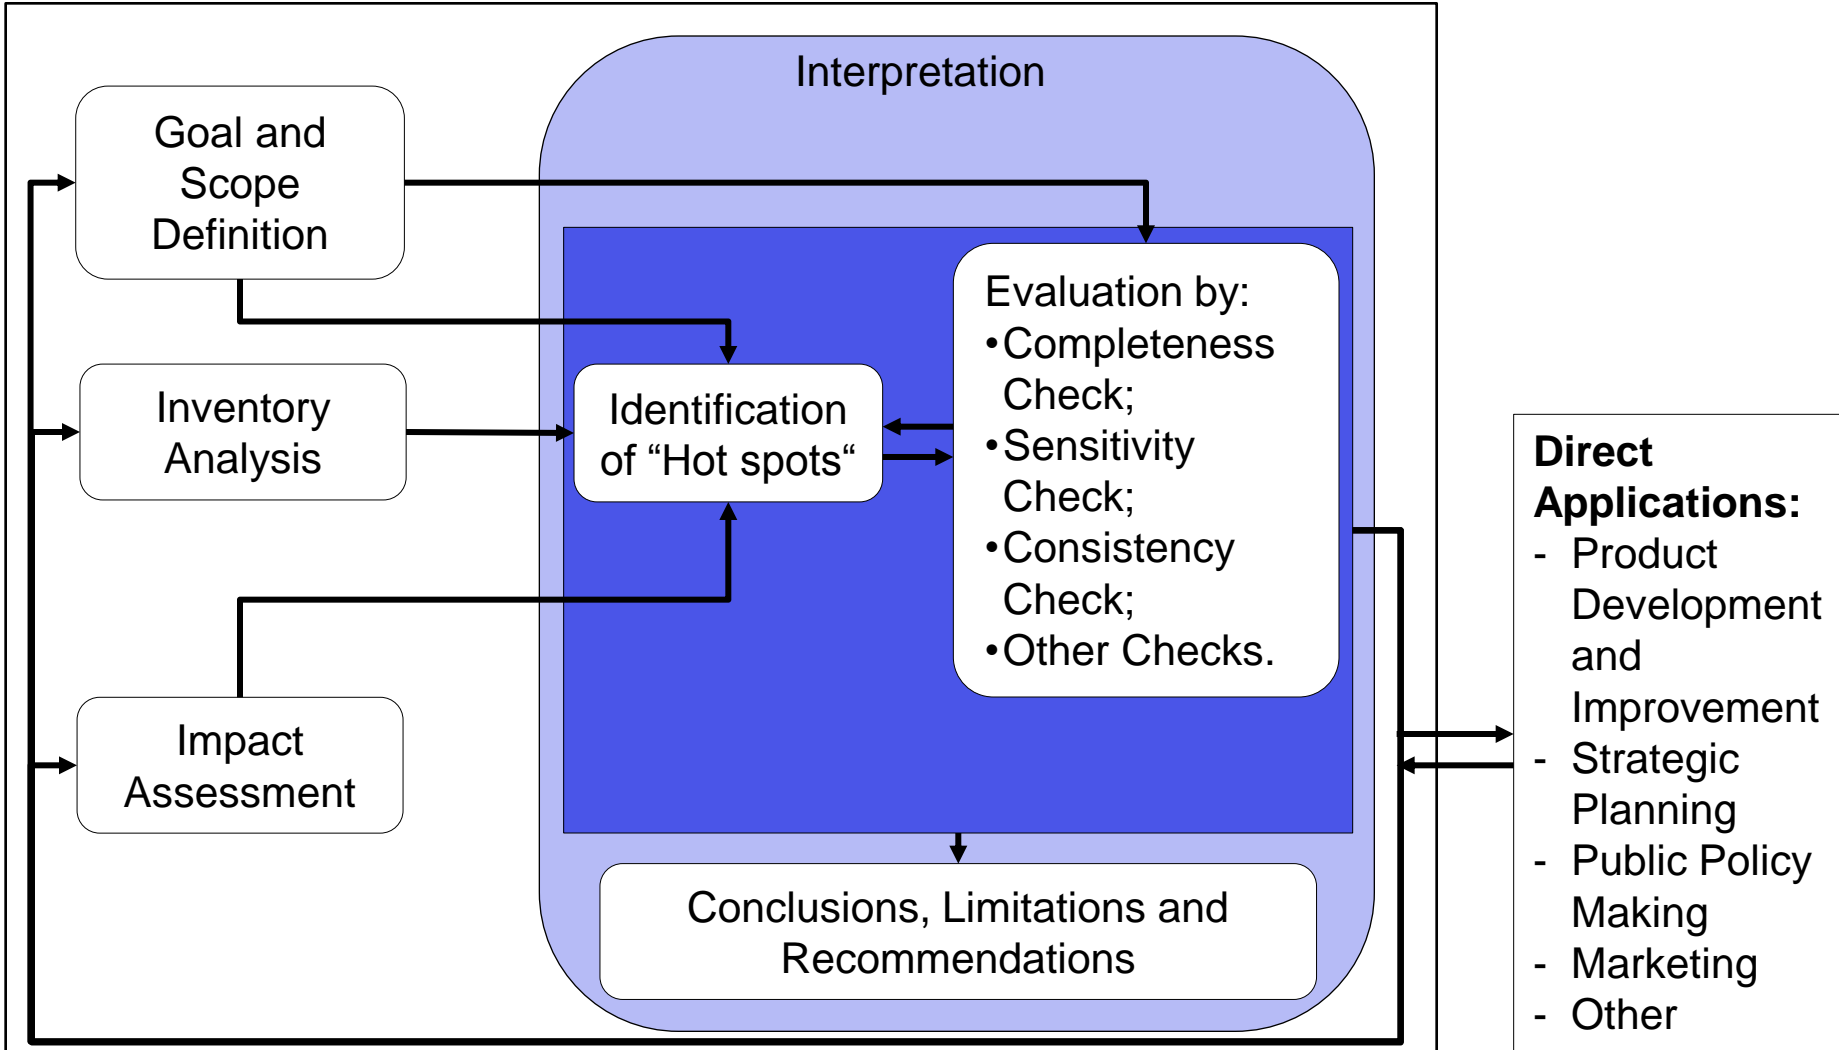 Interpretation
Goal and
Scope
Definition
Inventory
Analysis
Impact
Assessment
Identification
of “Hot spots“
Evaluation by:
•Completeness
Check;
•Sensitivity
Check;
•Consistency
Check;
•Other Checks.
Conclusions, Limitations and
Recommendations
Direct
Applications:
- Product
Development
and
Improvement
- Strategic
Planning
- Public Policy
Making
- Marketing
- Other